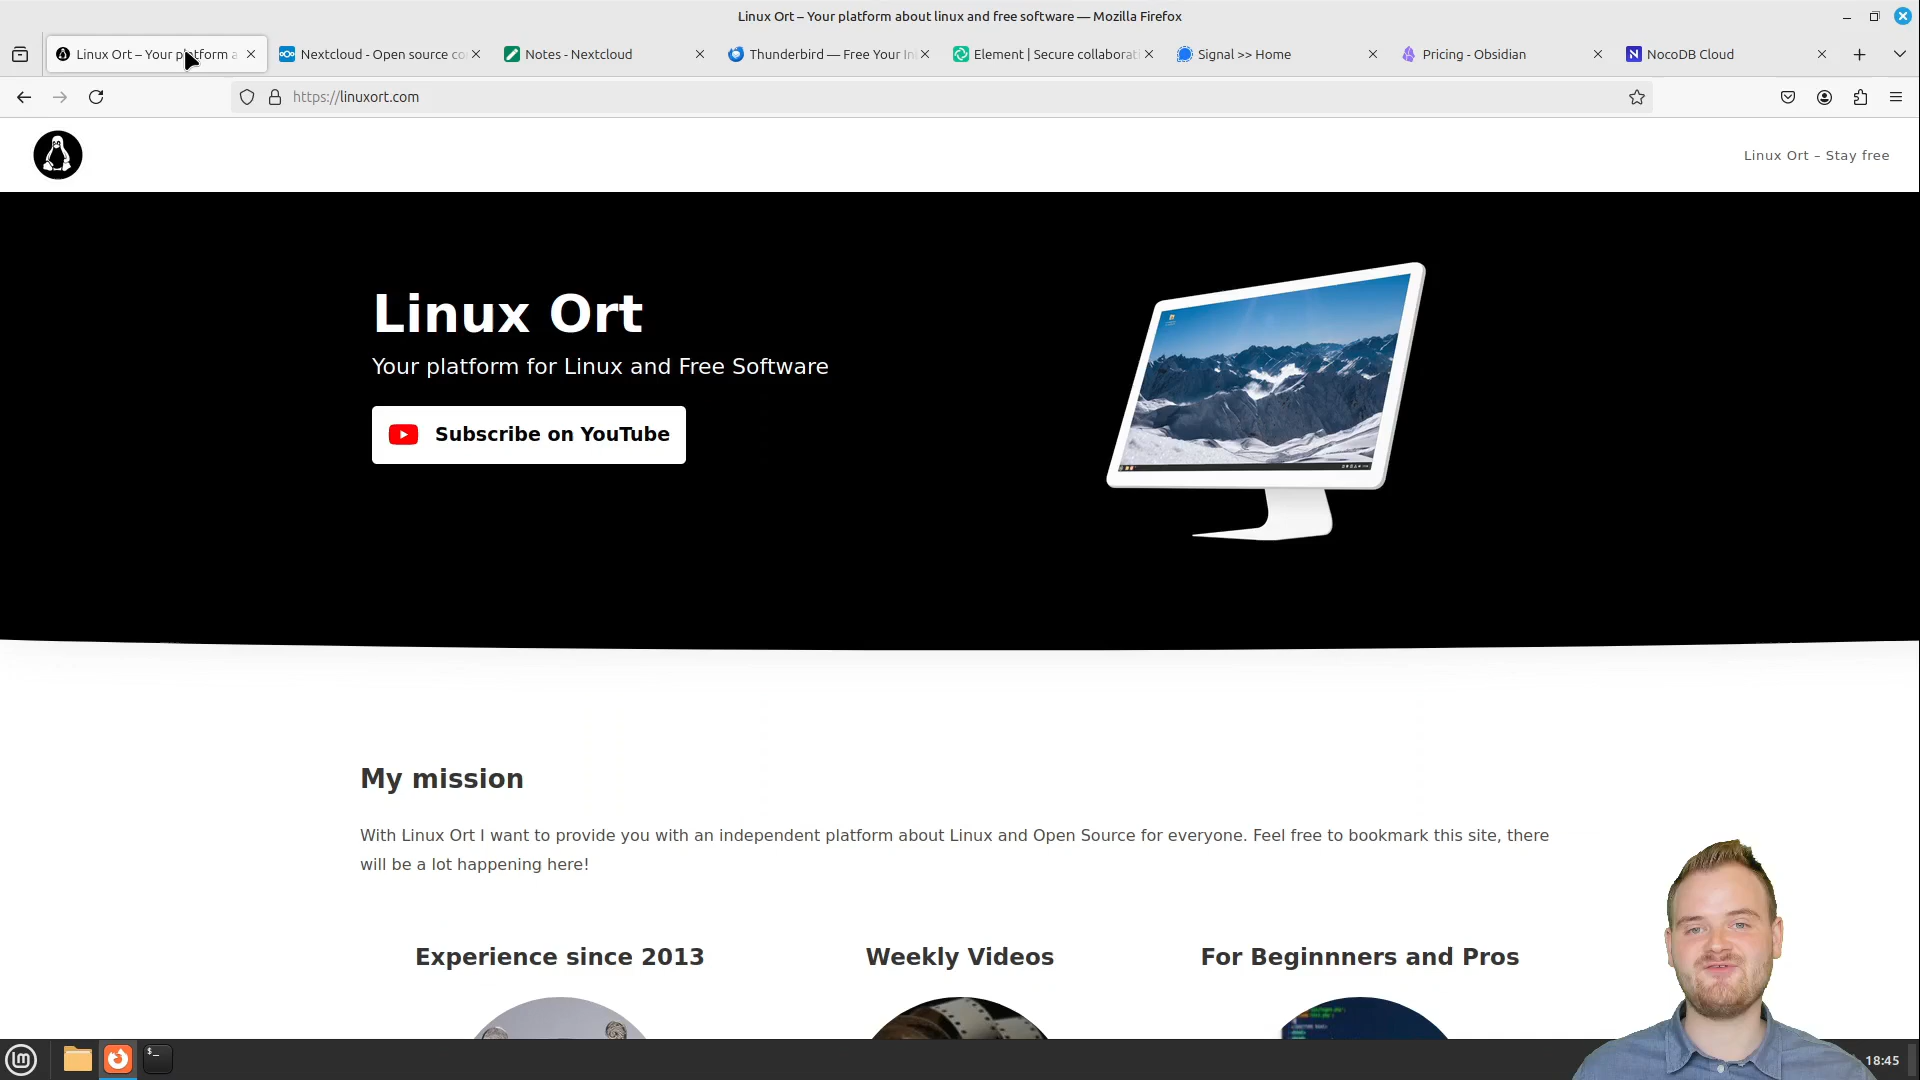 Linux Ort – Your platform about linux and free software — Mozilla Firefox
Linux Ort – Your platform a
Nextcloud - Open source co
Notes - Nextcloud
Thunderbird — Free Your In
Element | Secure collaborati
Signal >> Home
Pricing - Obsidian
NocoDB Cloud
https://linuxort.com
Linux Ort – Stay free
Linux Ort
Your platform for Linux and Free Software
Subscribe on YouTube
My mission
With Linux Ort I want to provide you with an independent platform about Linux and Open Source for everyone. Feel free to bookmark this site, there
will be a lot happening here!
Experience since 2013
Weekly Videos
For Beginnners and Pros
18:45